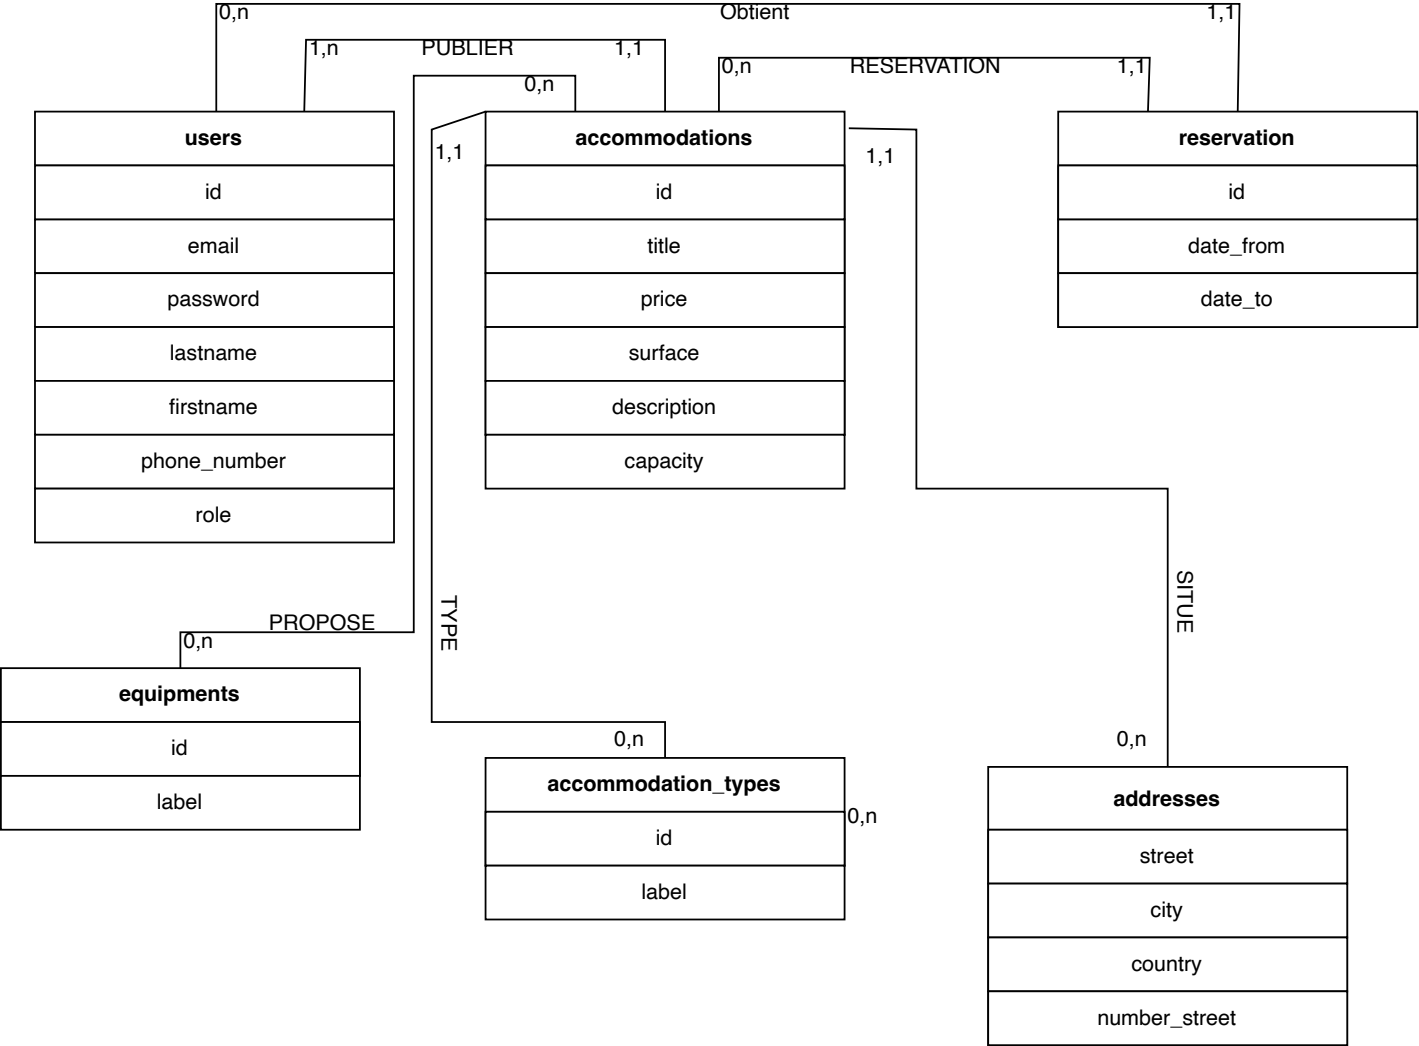 0,n
Obtient
1,1
1,n
PUBLIER
1,1
0,n
RESERVATION
1,1
0,n
users
id
email
password
lastname
firstname
phone_number
role
1,1
accommodations
id
title
price
surface
description
capacity
1,1
reservation
id
date_from
date_to
PROPOSE
0,n
TYPE
SITUE
equipments
id
label
0,n
accommodation_types
id
label
0,n
0,n
addresses
street
city
country
number_street